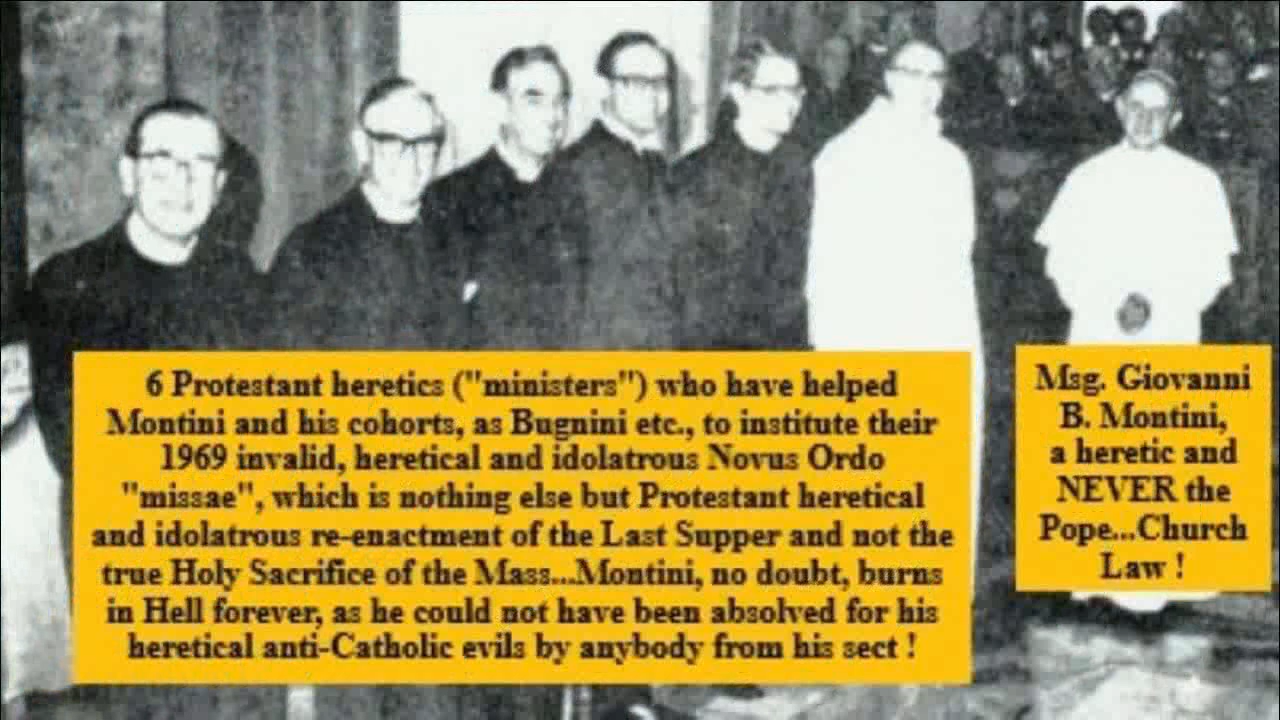 6 Protestant heretics ("ministers") who have helped
Montini and his cohorts, as Bugnini etc., to institute their
1969 invalid, heretical and idolatrous Novus Ordo
"missae", which is nothing else but Protestant heretical
and idolatrous re-enactment of the Last Supper and not the
true Holy Sacrifice of the Mass...Montini, no doubt, burns
in Hell forever, as he could not have been absolved for his
heretical anti-Catholic evils by anybody from his sect !
Msg. Giovanni
B. Montini,
a heretic and
NEVER the
Pope...Church
Law !